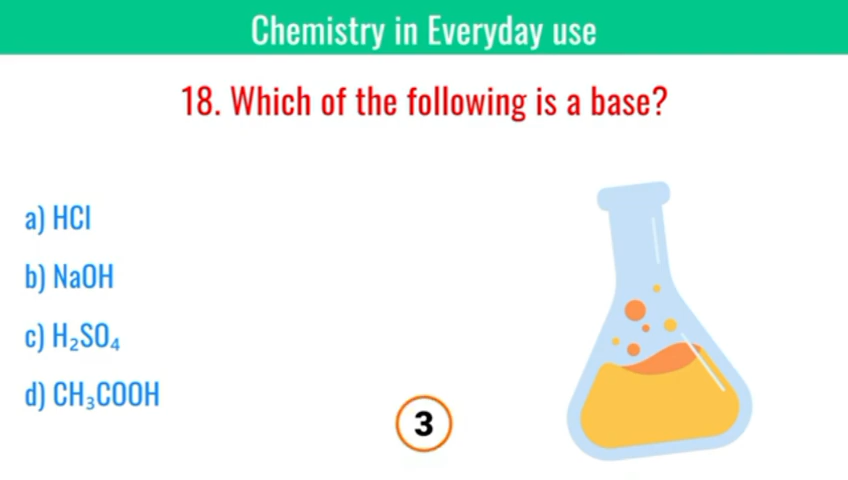 Chemistry in Everyday use
18. Which of the following is a base?
a) HCl
b) NaOH
c) H₂SO₄
d) CH₃COOH
3